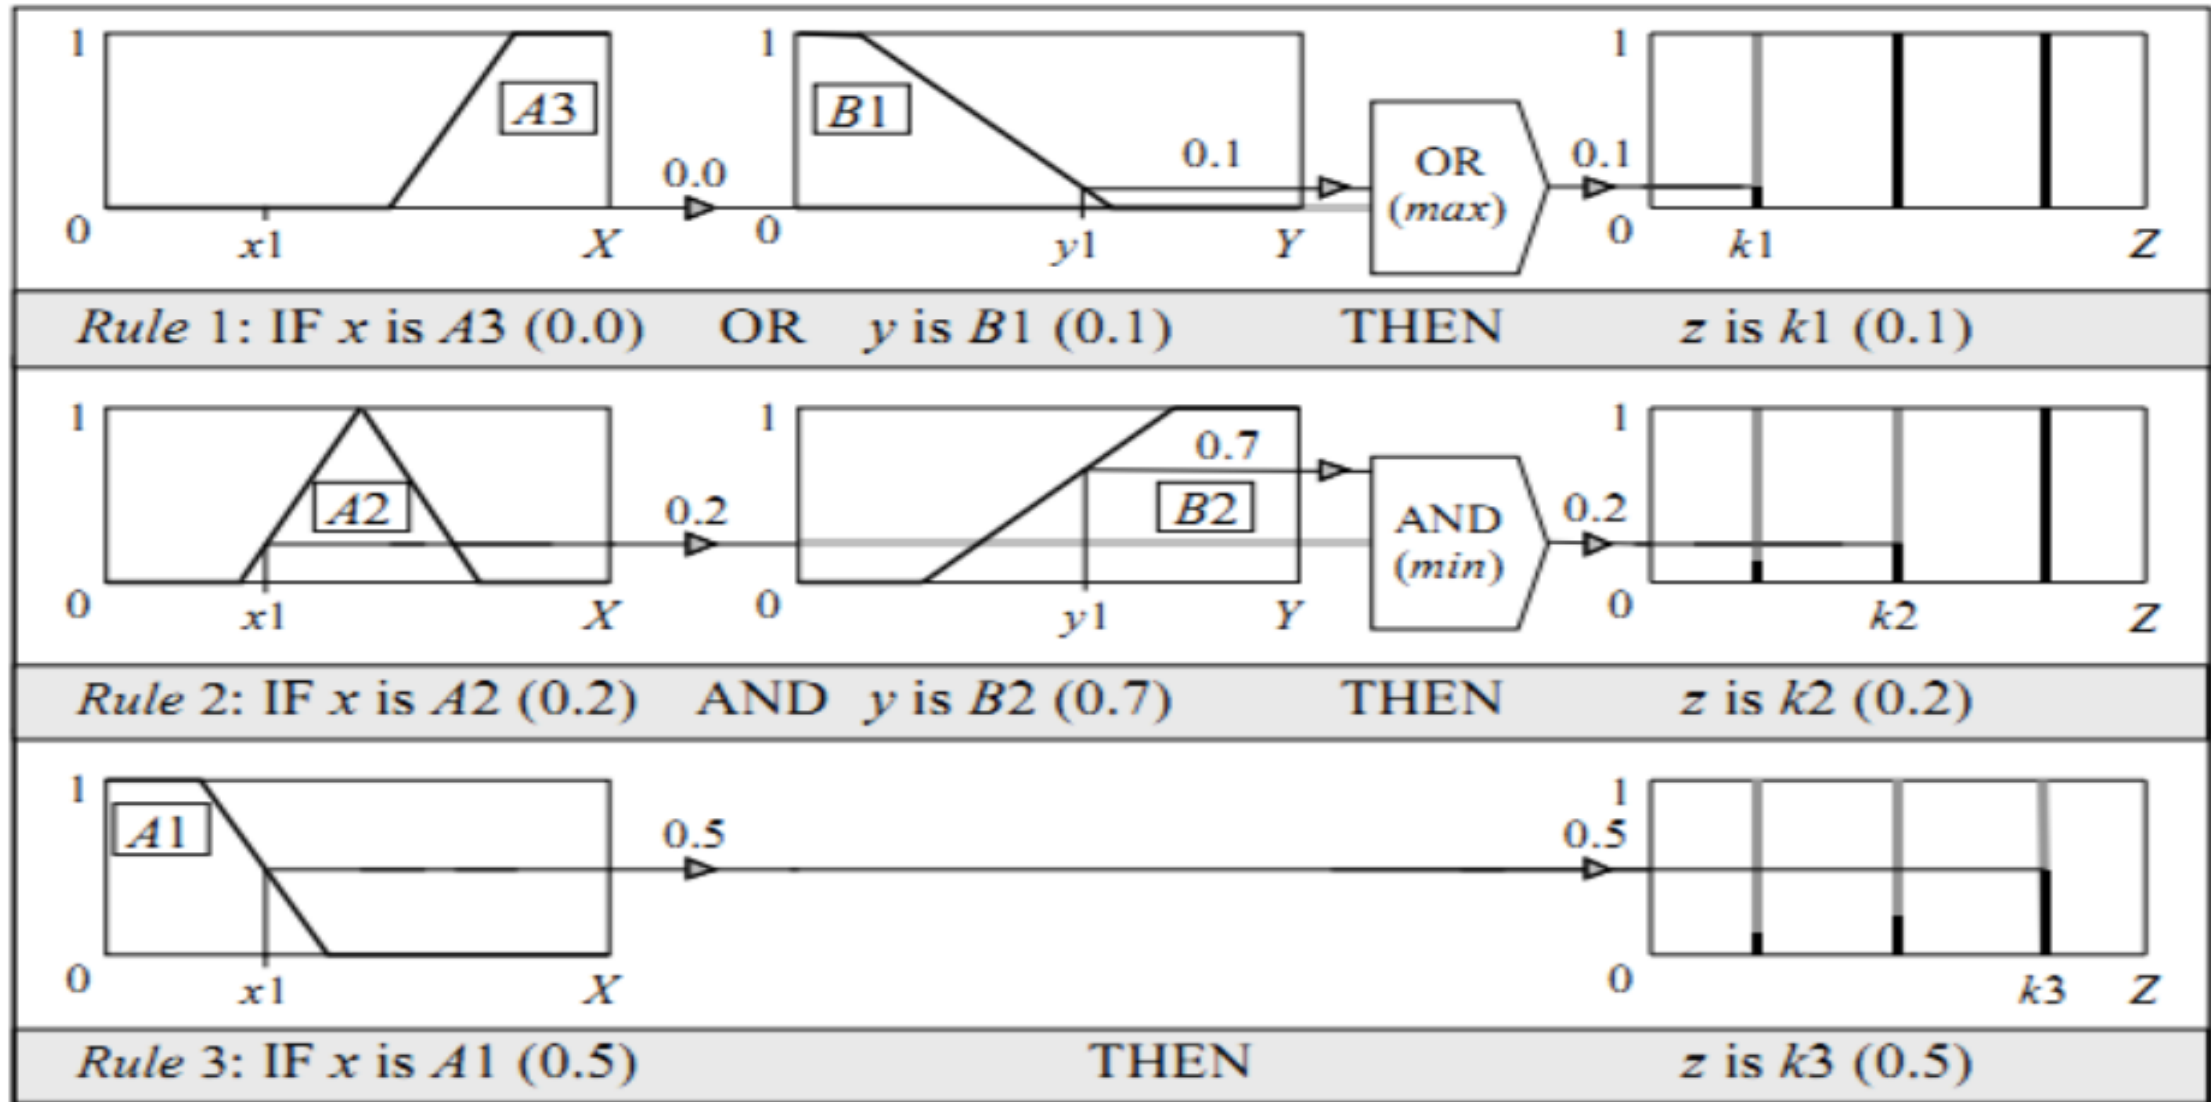 1 A3 0.0 1 B1 0.1 OR (max) 0.1 1
0 x1 X 0 y1 Y 0 k1 Z
Rule 1: IF x is A3 (0.0) OR y is B1 (0.1) THEN z is k1 (0.1)
1 A2 0.2 1 0.7 B2 AND (min) 0.2 1
0 x1 X 0 y1 Y 0 k2 Z
Rule 2: IF x is A2 (0.2) AND y is B2 (0.7) THEN z is k2 (0.2)
1 A1 0.5 0.5 1
0 x1 X 0 k3 Z
Rule 3: IF x is A1 (0.5) THEN z is k3 (0.5)